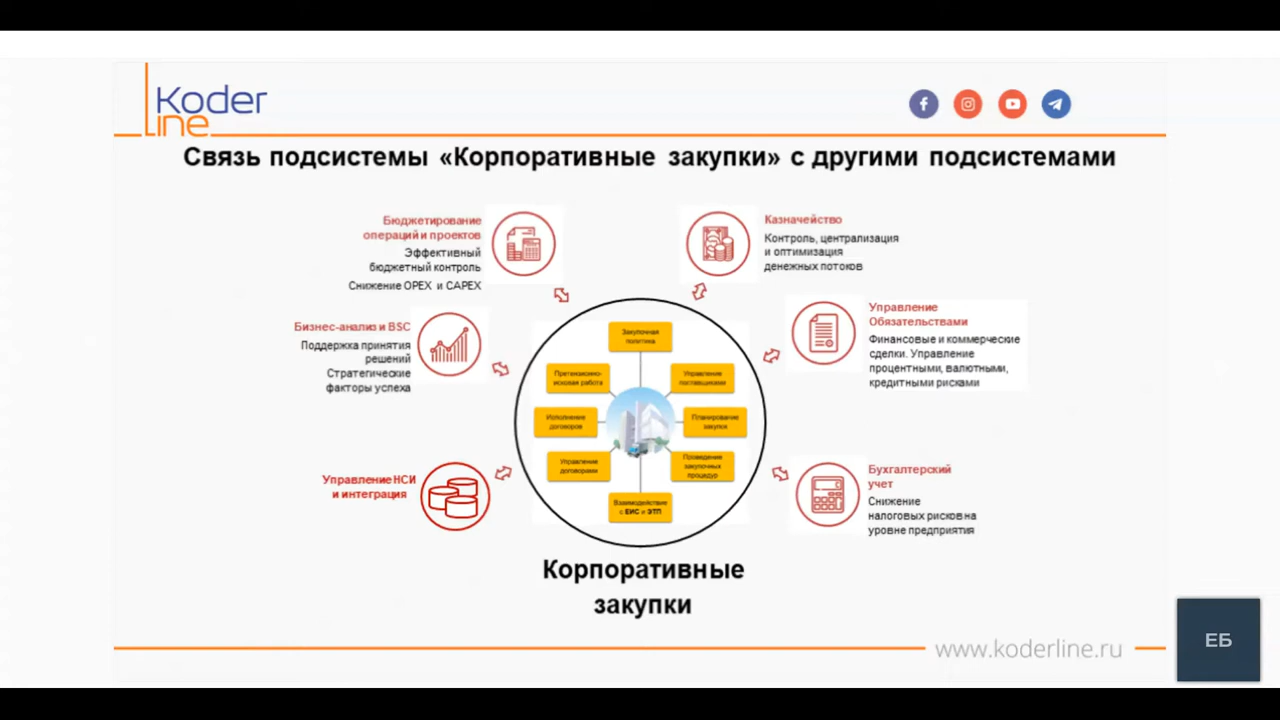 Koder
line
Связь подсистемы «Корпоративные закупки» с другими подсистемами
Бюджетирование
операций и проектов
Эффективный
бюджетный контроль
Снижение OPEX и CAPEX
Казначейство
Контроль, централизация
и оптимизация
денежных потоков
Бизнес-анализ и BSC
Поддержка принятия
решений
Стратегические
факторы успеха
Управление
Обязательствами
Финансовые и коммерческие
сделки. Управление
процентными, валютными,
кредитными рисками
Управление НСИ
и интеграция
Бухгалтерский
учет
Снижение
налоговых рисков на
уровне предприятия
Закупочная
политика
Претензионно-
исковая работа
Управление
поставщиками
Исполнение
договоров
Планирование
закупок
Управление
договорами
Проведение
закупочных
процедур
Взаимодействие
с ЕИС и ЭТП
Корпоративные
закупки
www.koderline.ru
ЕБ